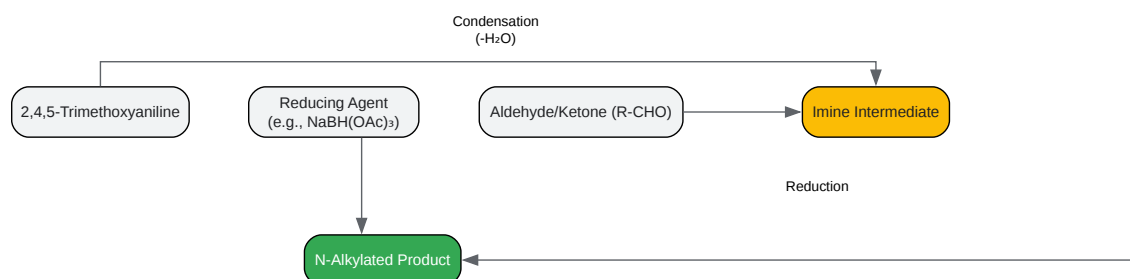 Condensation
(-H₂O)
2,4,5-Trimethoxyaniline
Reducing Agent
(e.g., NaBH(OAc)₃)
Aldehyde/Ketone (R-CHO)
Imine Intermediate
Reduction
N-Alkylated Product